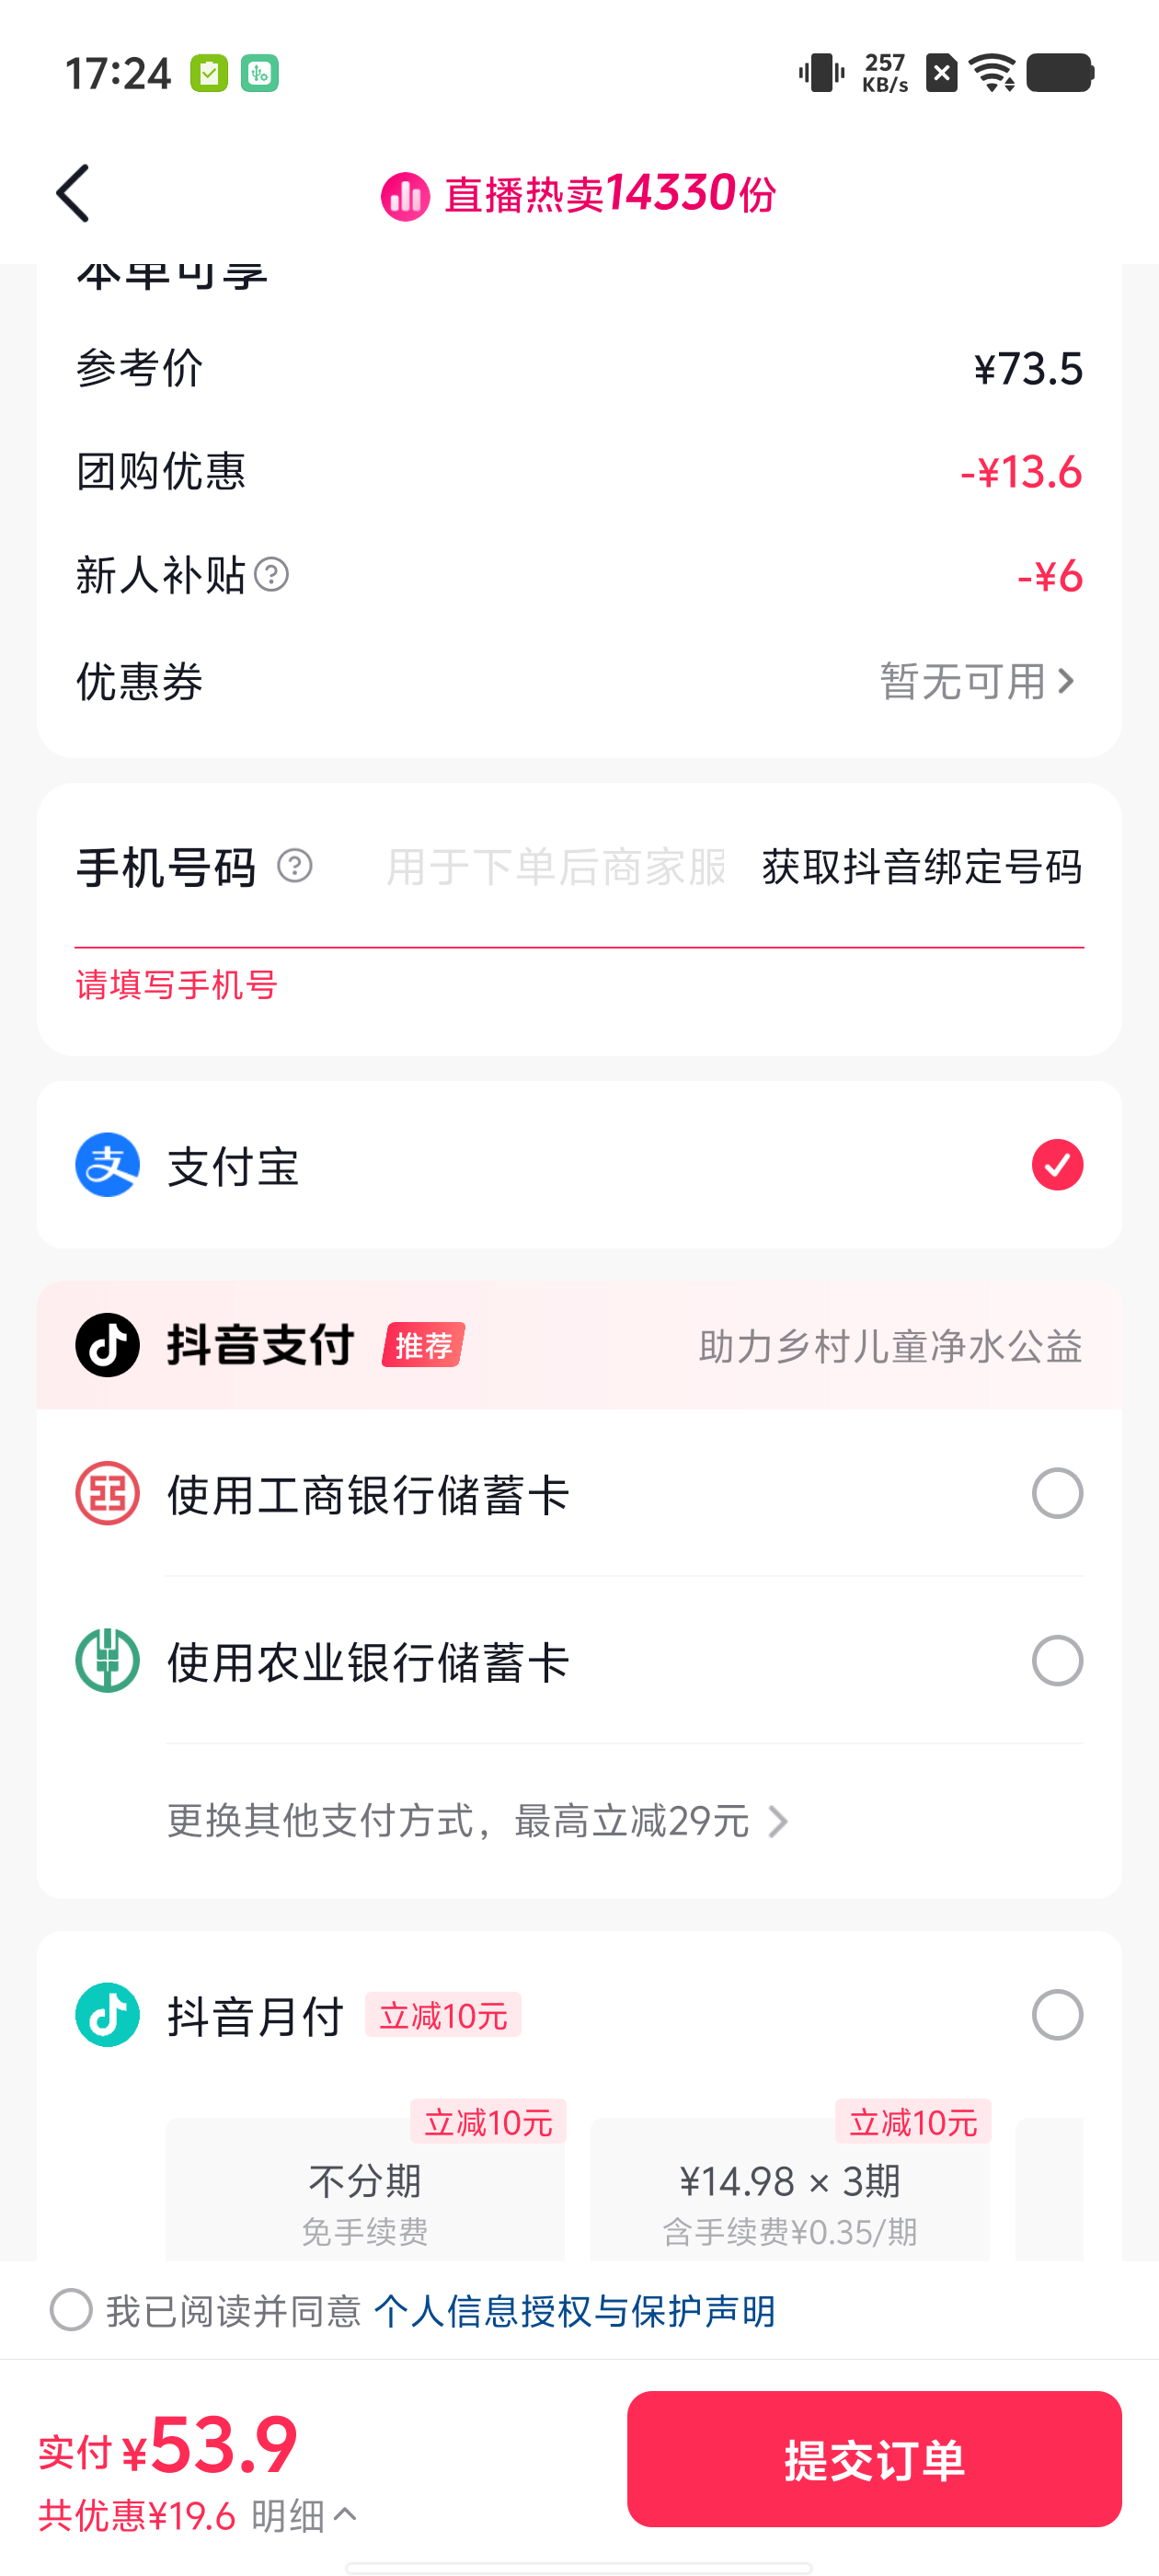 17:24
257
KB/s
直播热卖14330份
本单可享
参考价 ¥73.5
团购优惠 -¥13.6
新人补贴 ? -¥6
优惠券 暂无可用
手机号码 ? 用于下单后商家服 获取抖音绑定号码
请填写手机号
支 支付宝
抖音支付 推荐 助力乡村儿童净水公益
使用工商银行储蓄卡
使用农业银行储蓄卡
更换其他支付方式，最高立减29元
抖音月付 立减10元
立减10元 立减10元
不分期 ¥14.98 × 3期
免手续费 含手续费¥0.35/期
我已阅读并同意 个人信息授权与保护声明
实付 ¥53.9 提交订单
共优惠¥19.6 明细